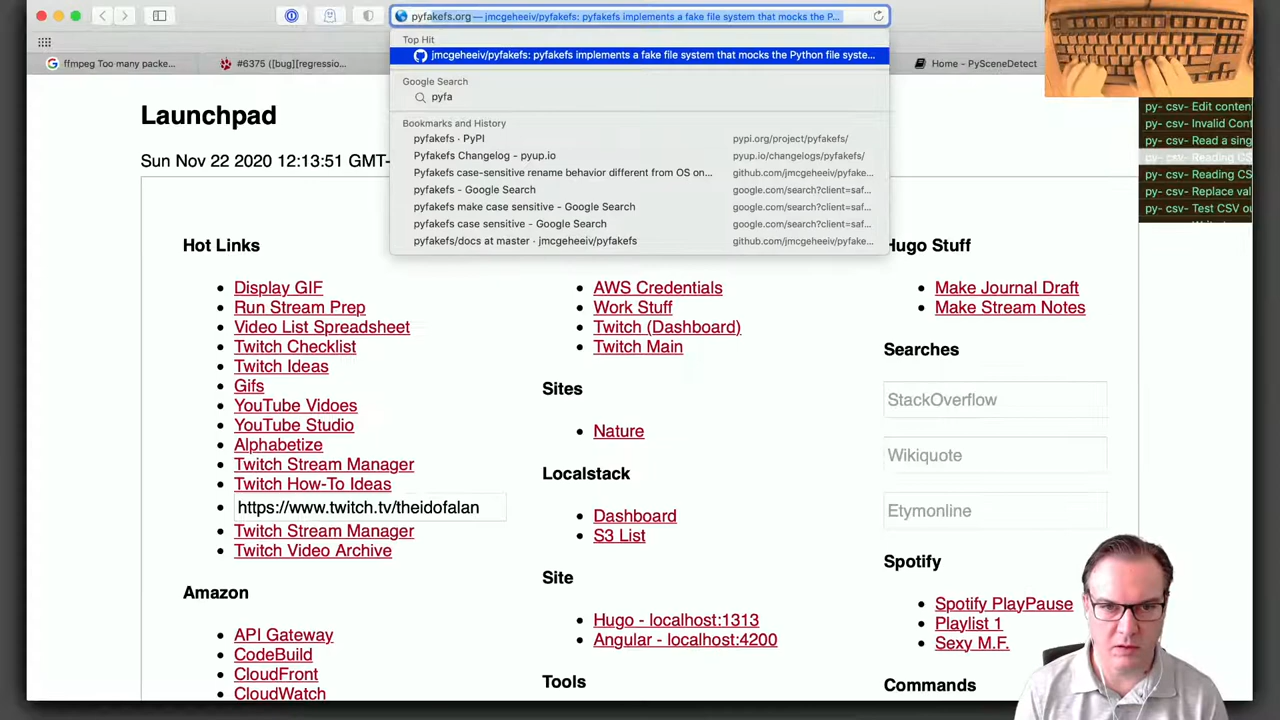 pyfakefs.org — jmcgeheeiv/pyfakefs: pyfakefs implements a fake file system that mocks the P...
Top Hit
jmcgeheeiv/pyfakefs: pyfakefs implements a fake file system that mocks the Python file syste...
Google Search
pyfa
Bookmarks and History
pyfakefs · PyPI pypi.org/project/pyfakefs/
Pyfakefs Changelog - pyup.io pyup.io/changelogs/pyfakefs/
Pyfakefs case-sensitive rename behavior different from OS on... github.com/jmcgeheeiv/pyfake...
pyfakefs - Google Search google.com/search?client=saf...
pyfakefs make case sensitive - Google Search google.com/search?client=saf...
pyfakefs case sensitive - Google Search google.com/search?client=saf...
pyfakefs/docs at master · jmcgeheeiv/pyfakefs github.com/jmcgeheeiv/pyfake...
ffmpeg Too many packe...
#6375 ([bug][regressio...
Home - PySceneDetect
py- csv- Edit conten
py- csv- Invalid Cont
py- csv- Read a sing
py- csv- Reading CS
py- csv- Reading CS
py- csv- Replace val
py- csv- Test CSV ou
Launchpad
Sun Nov 22 2020 12:13:51 GMT-
Hot Links
Display GIF
Run Stream Prep
Video List Spreadsheet
Twitch Checklist
Twitch Ideas
Gifs
YouTube Vidoes
YouTube Studio
Alphabetize
Twitch Stream Manager
Twitch How-To Ideas
https://www.twitch.tv/theidofalan
Twitch Stream Manager
Twitch Video Archive
Amazon
API Gateway
CodeBuild
CloudFront
CloudWatch
AWS Credentials
Work Stuff
Twitch (Dashboard)
Twitch Main
Sites
Nature
Localstack
Dashboard
S3 List
Site
Hugo - localhost:1313
Angular - localhost:4200
Tools
Hugo Stuff
Make Journal Draft
Make Stream Notes
Searches
StackOverflow
Wikiquote
Etymonline
Spotify
Spotify PlayPause
Playlist 1
Sexy M.F.
Commands